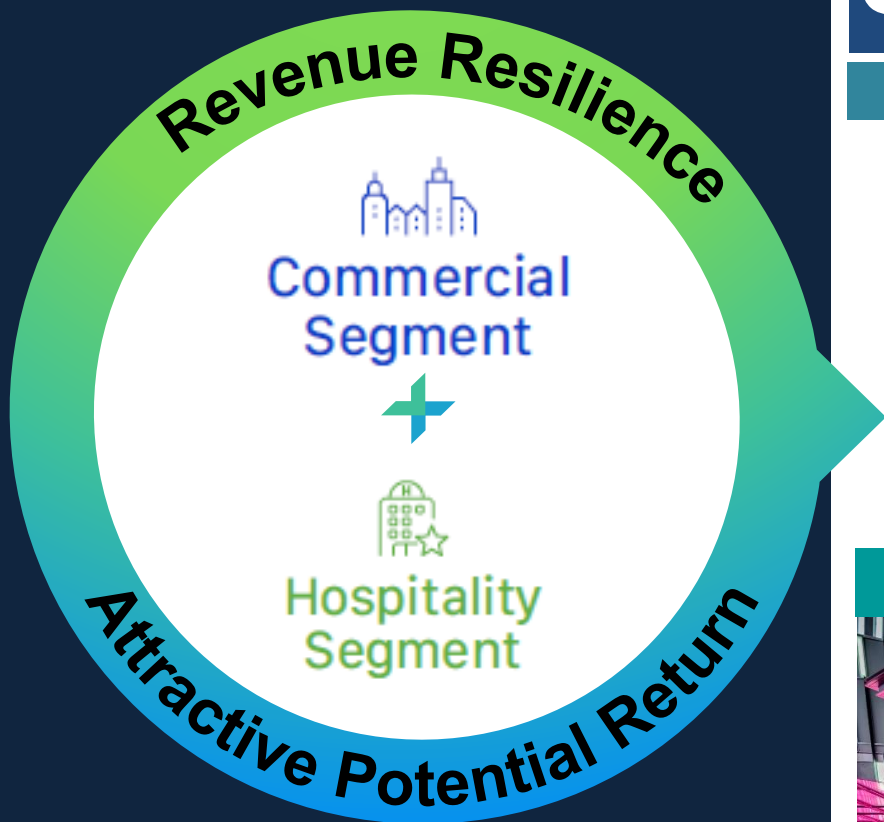 Revenue Resilience
Commercial
Segment
Hospitality
Segment
Attractive Potential Return